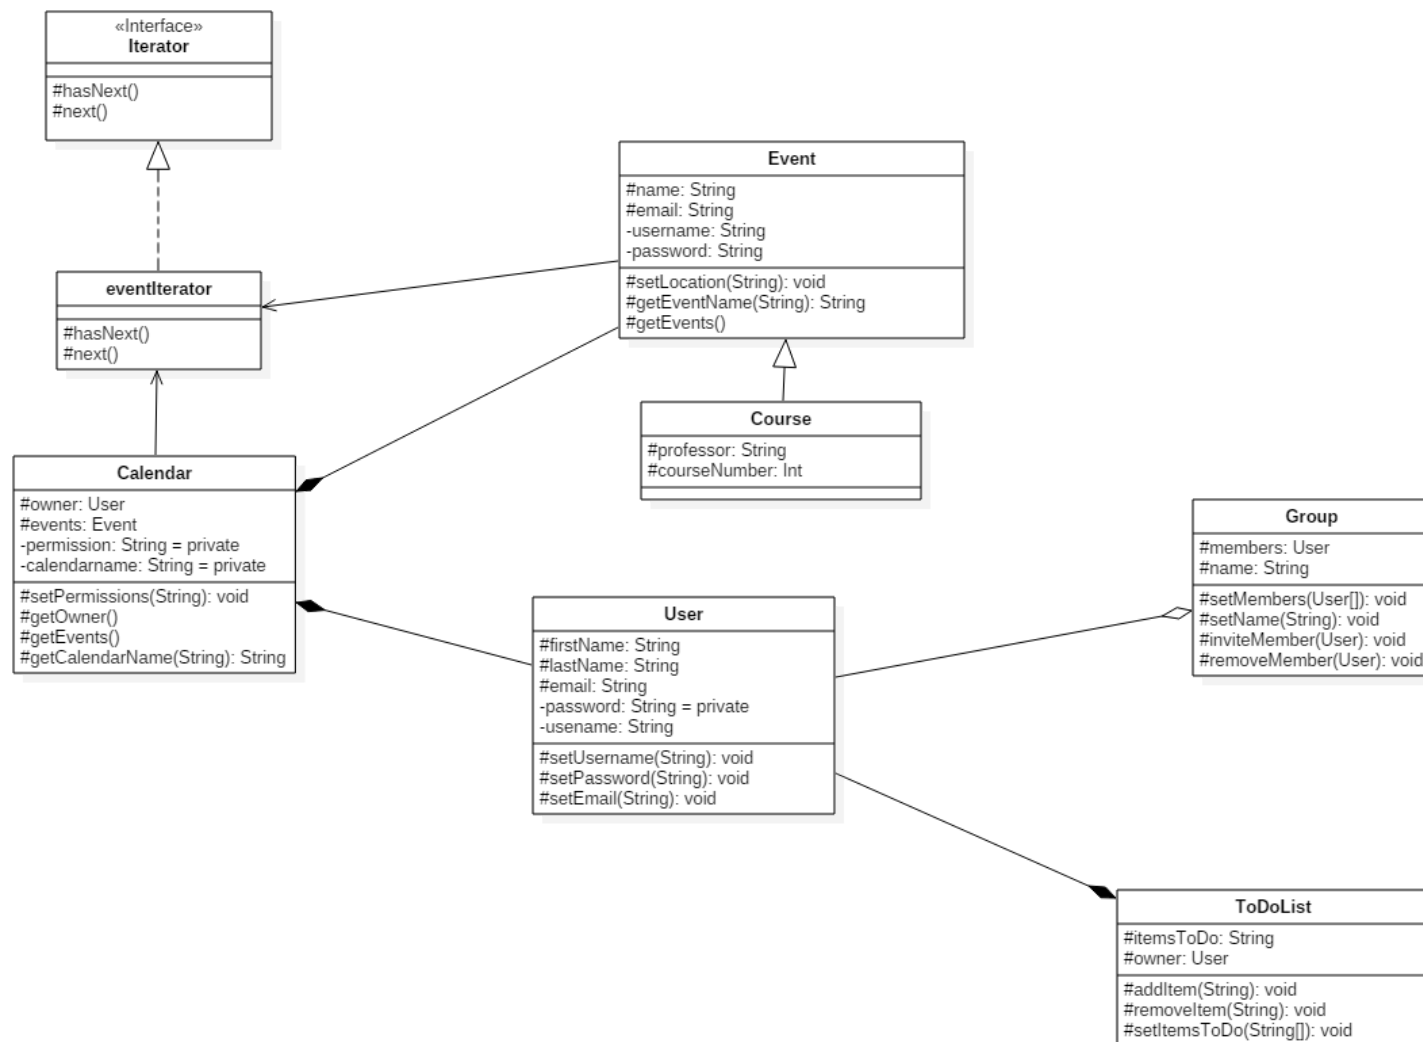 «Interface»
Iterator
#hasNext()
#next()
eventIterator
#hasNext()
#next()
Event
#name: String
#email: String
-username: String
-password: String
#setLocation(String): void
#getEventName(String): String
#getEvents()
Course
#professor: String
#courseNumber: Int
Calendar
#owner: User
#events: Event
-permission: String = private
-calendarname: String = private
#setPermissions(String): void
#getOwner()
#getEvents()
#getCalendarName(String): String
User
#firstName: String
#lastName: String
#email: String
-password: String = private
-usename: String
#setUsername(String): void
#setPassword(String): void
#setEmail(String): void
Group
#members: User
#name: String
#setMembers(User[]): void
#setName(String): void
#inviteMember(User): void
#removeMember(User): void
ToDoList
#itemsToDo: String
#owner: User
#addItem(String): void
#removeItem(String): void
#setItemsToDo(String[]): void